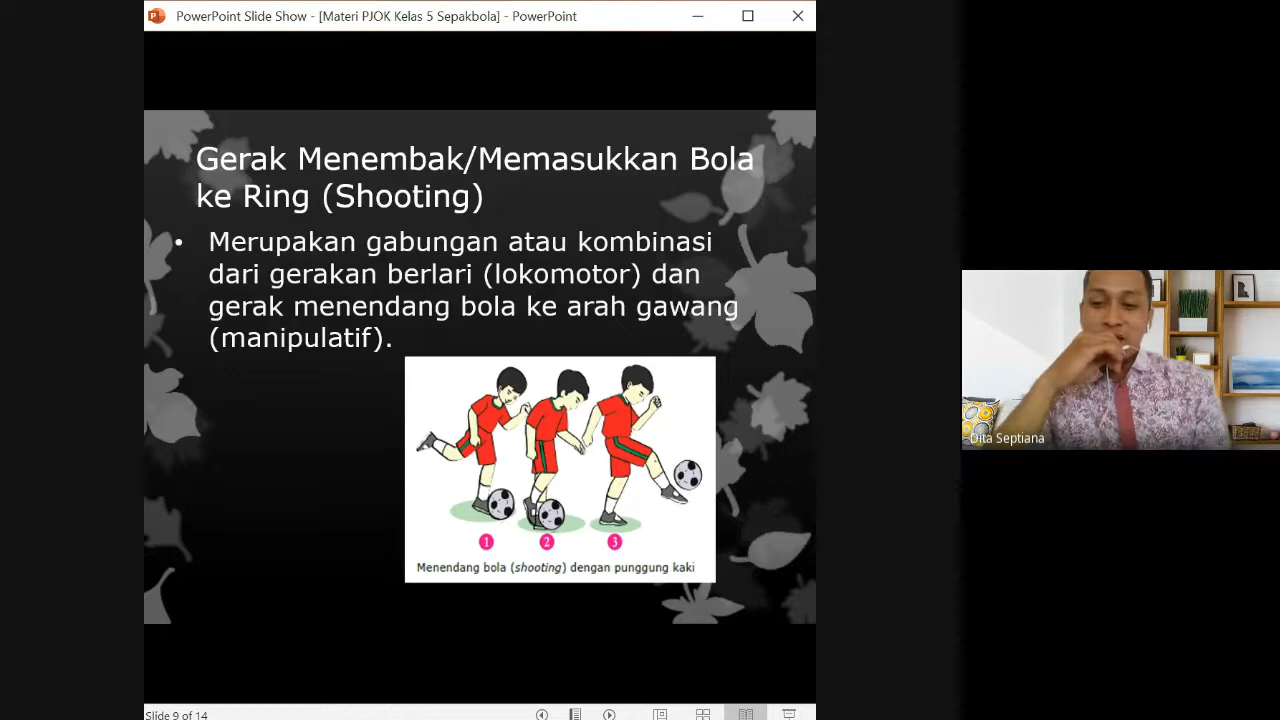 PowerPoint Slide Show - [Materi PJOK Kelas 5 Sepakbola] - PowerPoint
Gerak Menembak/Memasukkan Bola
ke Ring (Shooting)
• Merupakan gabungan atau kombinasi
dari gerakan berlari (lokomotor) dan
gerak menendang bola ke arah gawang
(manipulatif).
1 2 3
Menendang bola (shooting) dengan punggung kaki
Dita Septiana
Slide 9 of 14